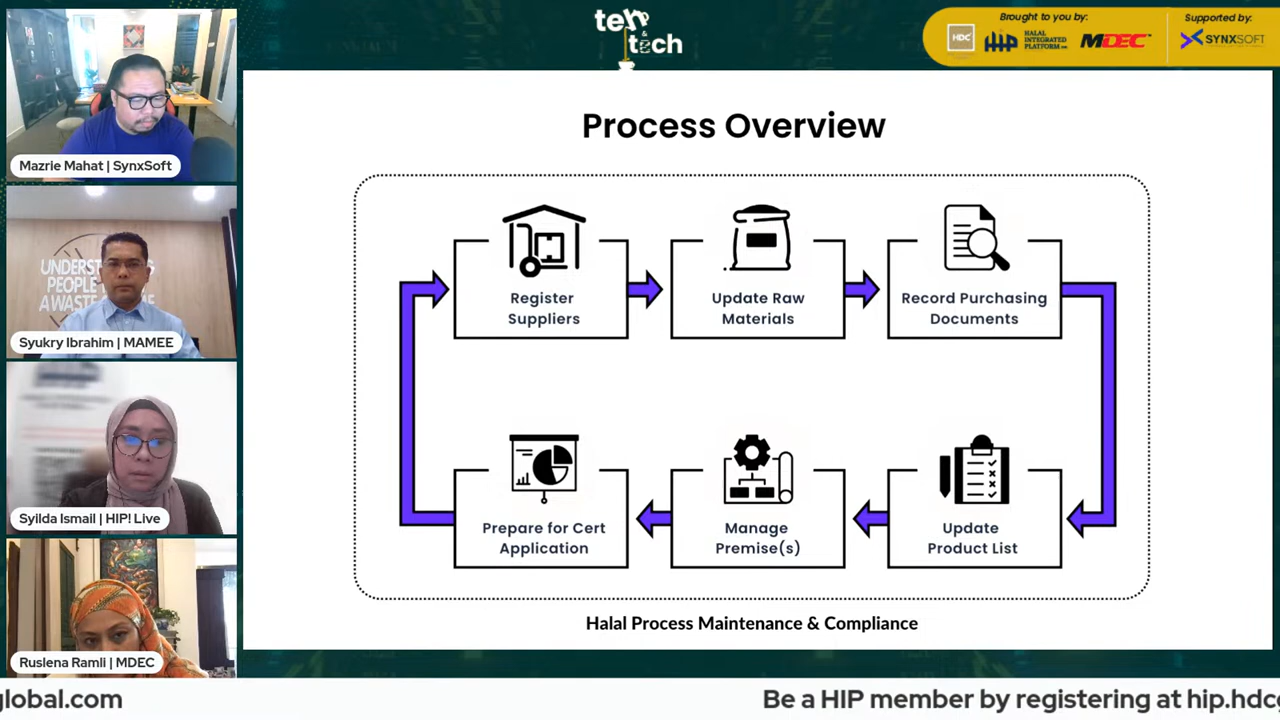 teh
&
tech
Brought to you by:
HDC
HALAL
INTEGRATED
PLATFORM
MDEC
Supported by:
SYNXSOFT
Mazrie Mahat | SynxSoft
Syukry Ibrahim | MAMEE
Syilda Ismail | HIP! Live
Ruslena Ramli | MDEC
Process Overview
Register
Suppliers
Update Raw
Materials
Record Purchasing
Documents
Prepare for Cert
Application
Manage
Premise(s)
Update
Product List
Halal Process Maintenance & Compliance
global.com
Be a HIP member by registering at hip.hdcg